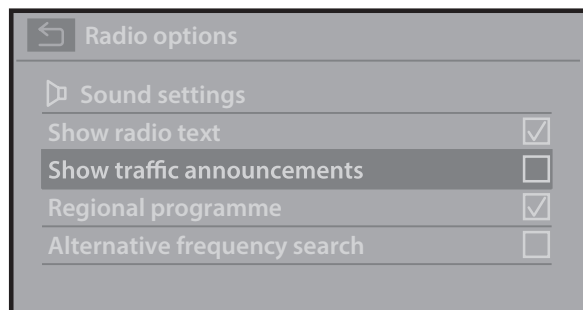 Radio options
Sound settings
Show radio text
Show traffic announcements
Regional programme
Alternative frequency search